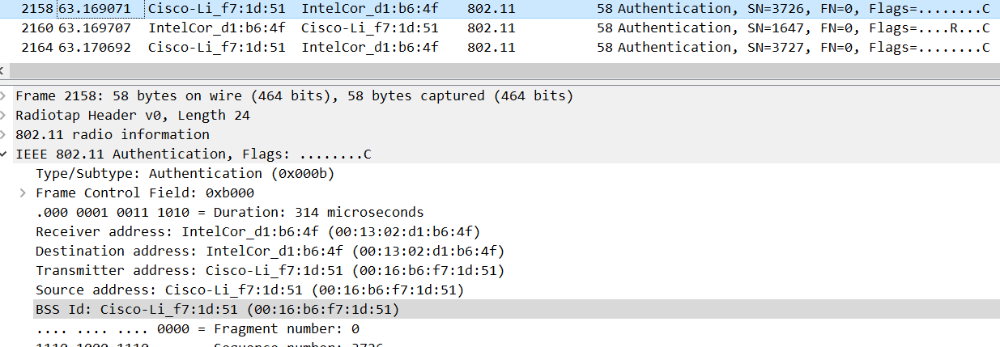 2158 63.169071 Cisco-Li_f7:1d:51 IntelCor_d1:b6:4f 802.11 58 Authentication, SN=3726, FN=0, Flags=........C
2160 63.169707 IntelCor_d1:b6:4f Cisco-Li_f7:1d:51 802.11 58 Authentication, SN=1647, FN=0, Flags=....R...C
2164 63.170692 Cisco-Li_f7:1d:51 IntelCor_d1:b6:4f 802.11 58 Authentication, SN=3727, FN=0, Flags=........C
Frame 2158: 58 bytes on wire (464 bits), 58 bytes captured (464 bits)
Radiotap Header v0, Length 24
802.11 radio information
IEEE 802.11 Authentication, Flags: ........C
Type/Subtype: Authentication (0x000b)
Frame Control Field: 0xb000
.000 0001 0011 1010 = Duration: 314 microseconds
Receiver address: IntelCor_d1:b6:4f (00:13:02:d1:b6:4f)
Destination address: IntelCor_d1:b6:4f (00:13:02:d1:b6:4f)
Transmitter address: Cisco-Li_f7:1d:51 (00:16:b6:f7:1d:51)
Source address: Cisco-Li_f7:1d:51 (00:16:b6:f7:1d:51)
BSS Id: Cisco-Li_f7:1d:51 (00:16:b6:f7:1d:51)
.... .... .... 0000 = Fragment number: 0
1110 1000 1110 .... = Sequence number: 3726